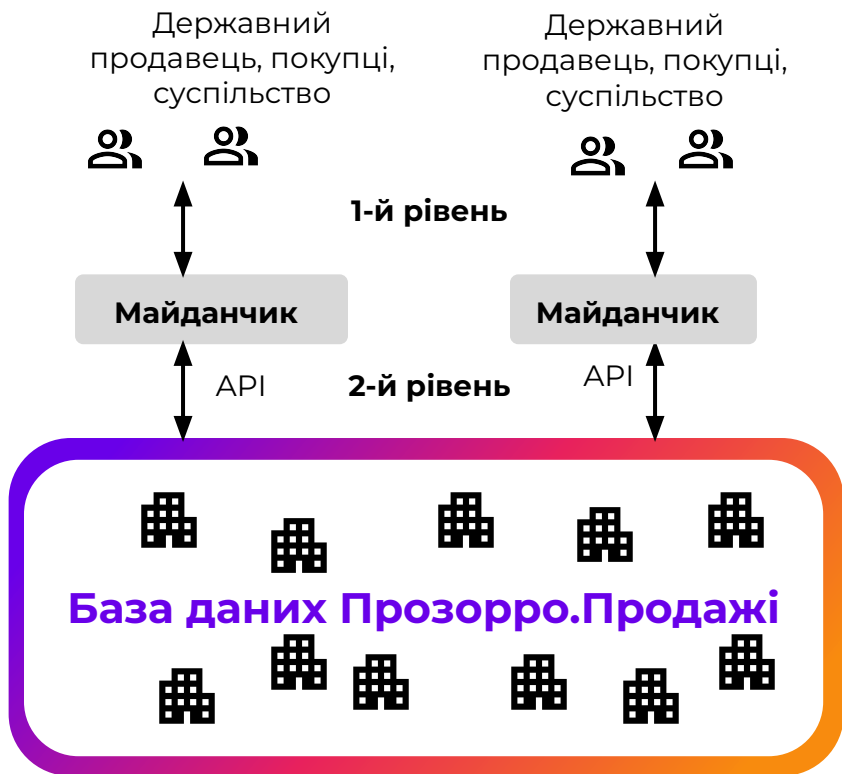 Державний
продавець, покупці,
суспільство
Державний
продавець, покупці,
суспільство
1-й рівень
Майданчик
Майданчик
API
2-й рівень
API
База даних Прозорро.Продажі